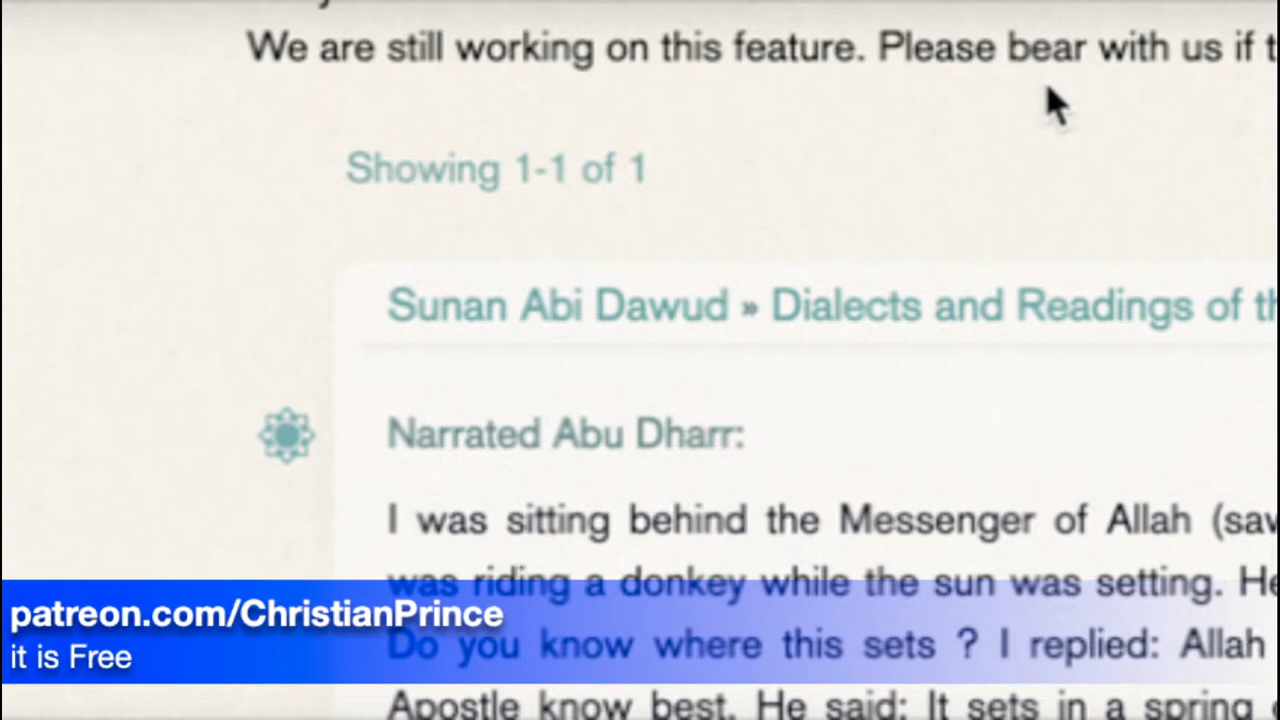 We are still working on this feature. Please bear with us if t
Showing 1-1 of 1
Sunan Abi Dawud » Dialects and Readings of th
Narrated Abu Dharr:
I was sitting behind the Messenger of Allah (saw
was riding a donkey while the sun was setting. He
patreon.com/ChristianPrince
it is Free
Do you know where this sets ? I replied: Allah
Apostle know best. He said: It sets in a spring